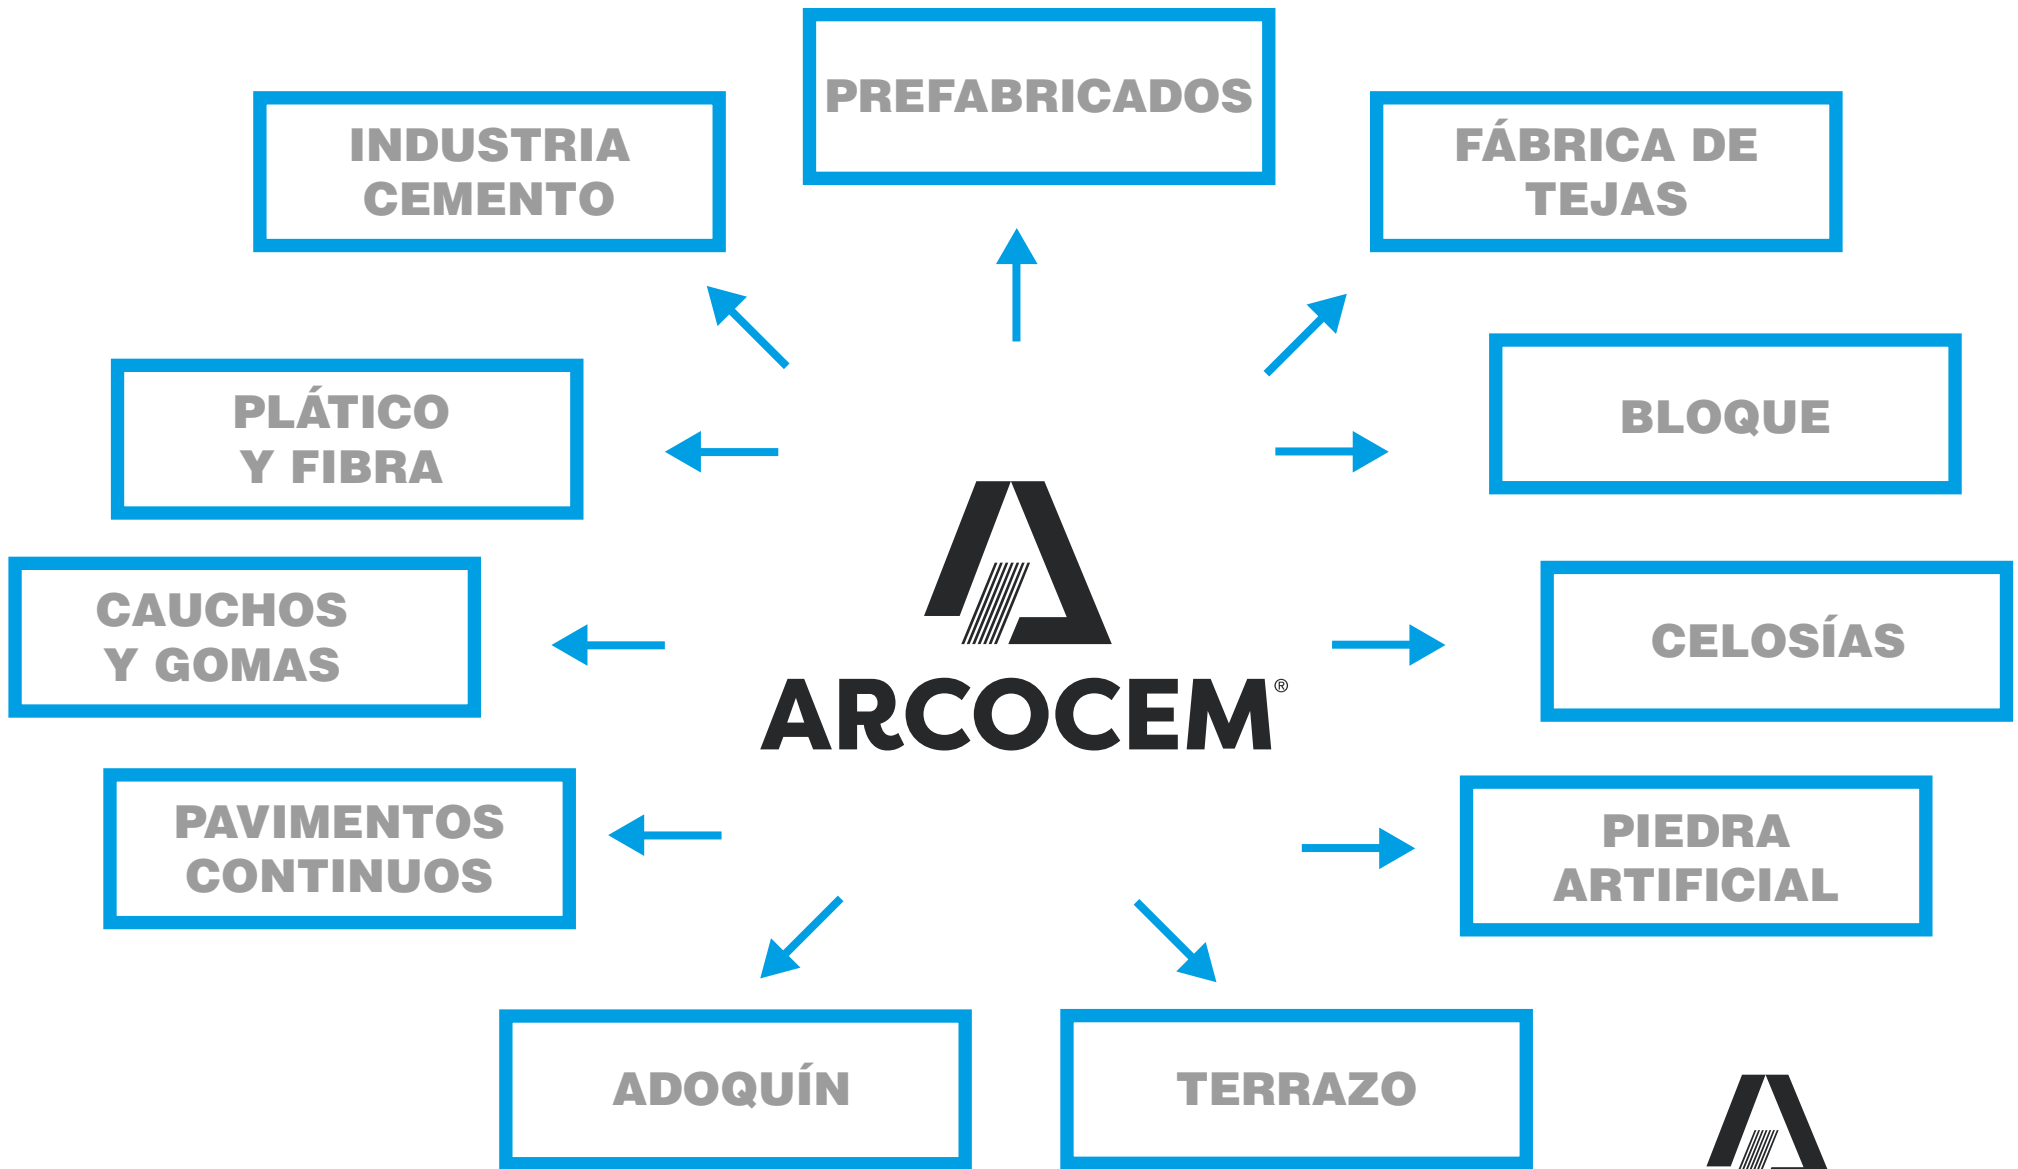 PREFABRICADOS
INDUSTRIA
CEMENTO
FÁBRICA DE
TEJAS
PLÁTICO
Y FIBRA
BLOQUE
CAUCHOS
Y GOMAS
CELOSÍAS
ARCOCEM®
PAVIMENTOS
CONTINUOS
PIEDRA
ARTIFICIAL
ADOQUÍN
TERRAZO